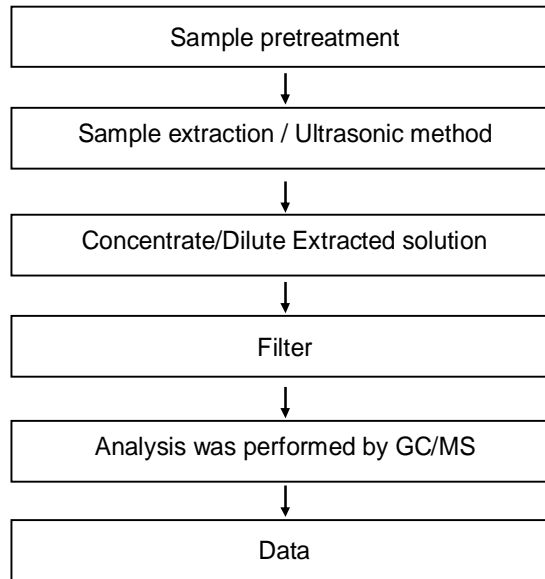 Sample pretreatment
Sample extraction / Ultrasonic method
Concentrate/Dilute Extracted solution
Filter
Analysis was performed by GC/MS
Data